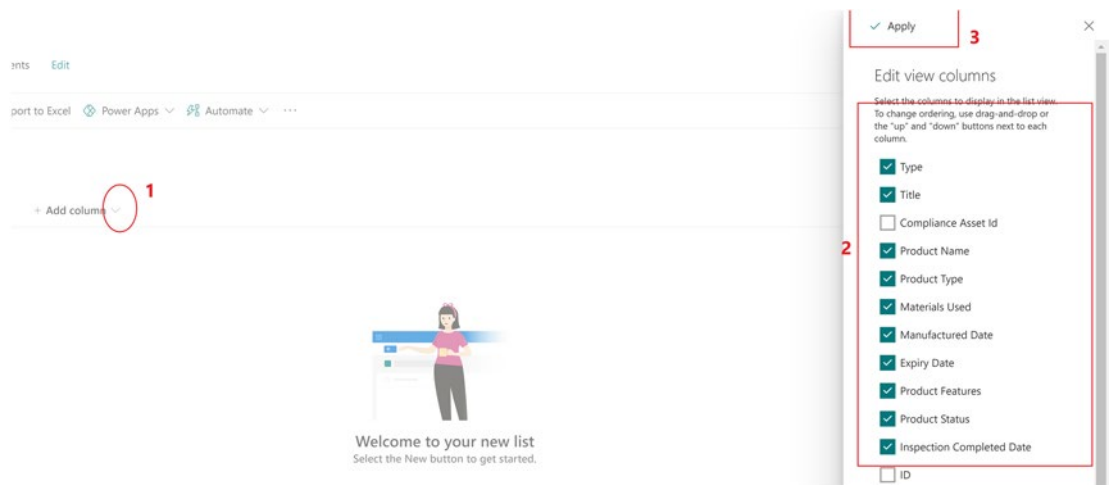 Apply
3
ents Edit
port to Excel Power Apps Automate ...
1
+ Add column
Welcome to your new list
Select the New button to get started.
Edit view columns
Select the columns to display in the list view.
To change ordering, use drag-and-drop or
the "up" and "down" buttons next to each
column.
2
Type
Title
Compliance Asset Id
Product Name
Product Type
Materials Used
Manufactured Date
Expiry Date
Product Features
Product Status
Inspection Completed Date
ID